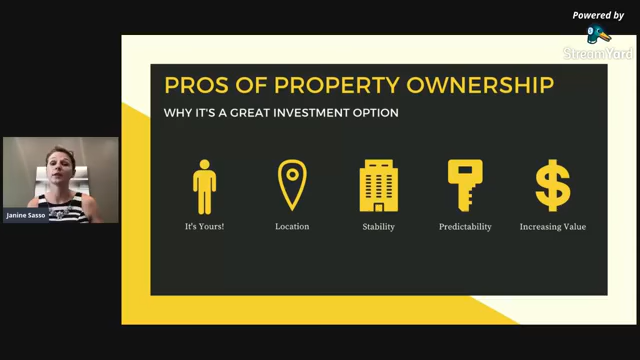 Powered by
StreamYard
PROS OF PROPERTY OWNERSHIP
WHY IT'S A GREAT INVESTMENT OPTION
It's Yours!
Location
Stability
Predictability
Increasing Value
Janine Sasso